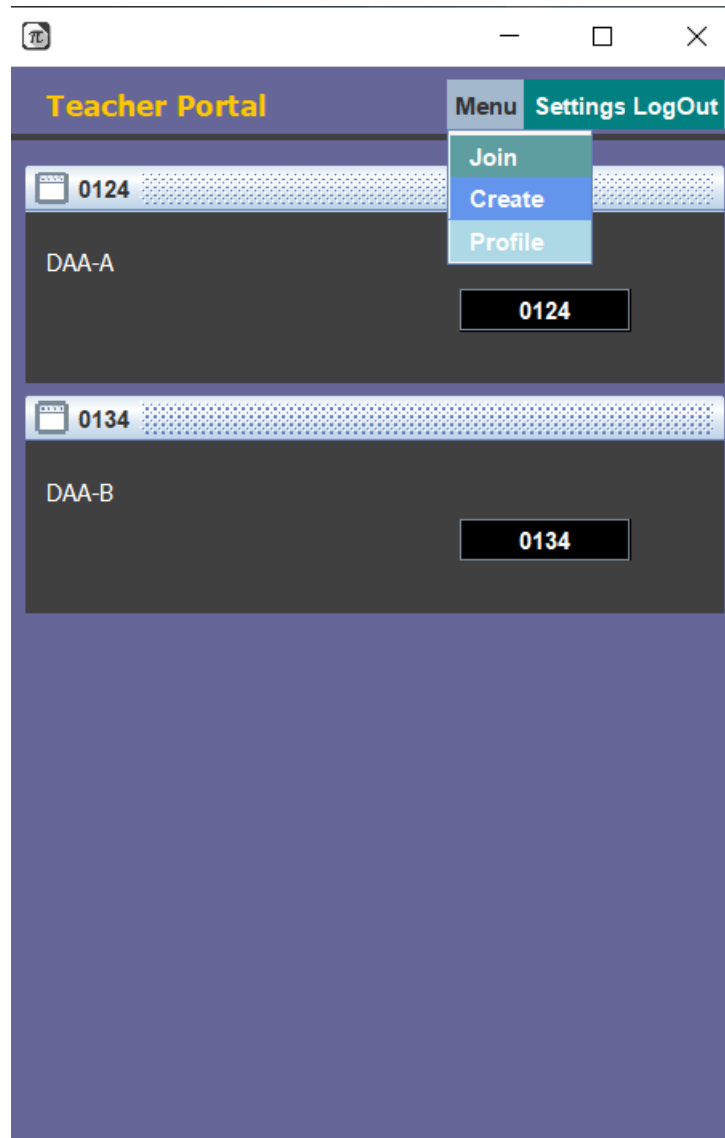 π
Teacher Portal Menu Settings LogOut
Join
0124
Create
Profile
DAA-A
0124
0134
DAA-B
0134